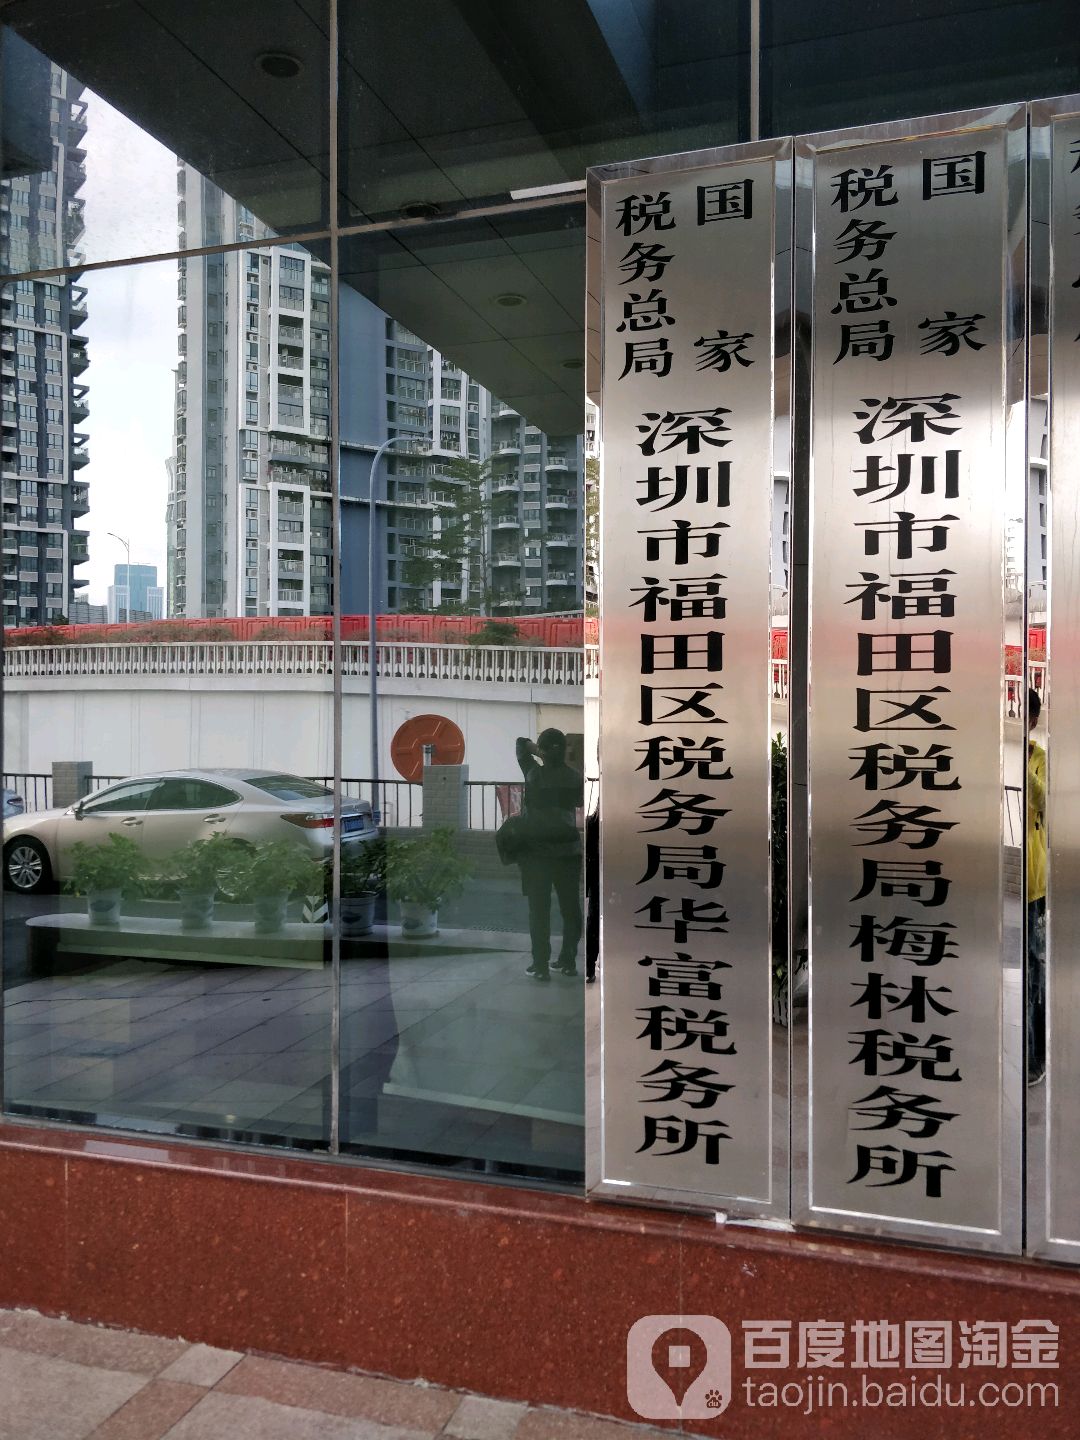 国家
税务总局
深圳市福田区税务局华富税务所
国家
税务总局
深圳市福田区税务局梅林税务所
百度地图淘金
taojin.baidu.com